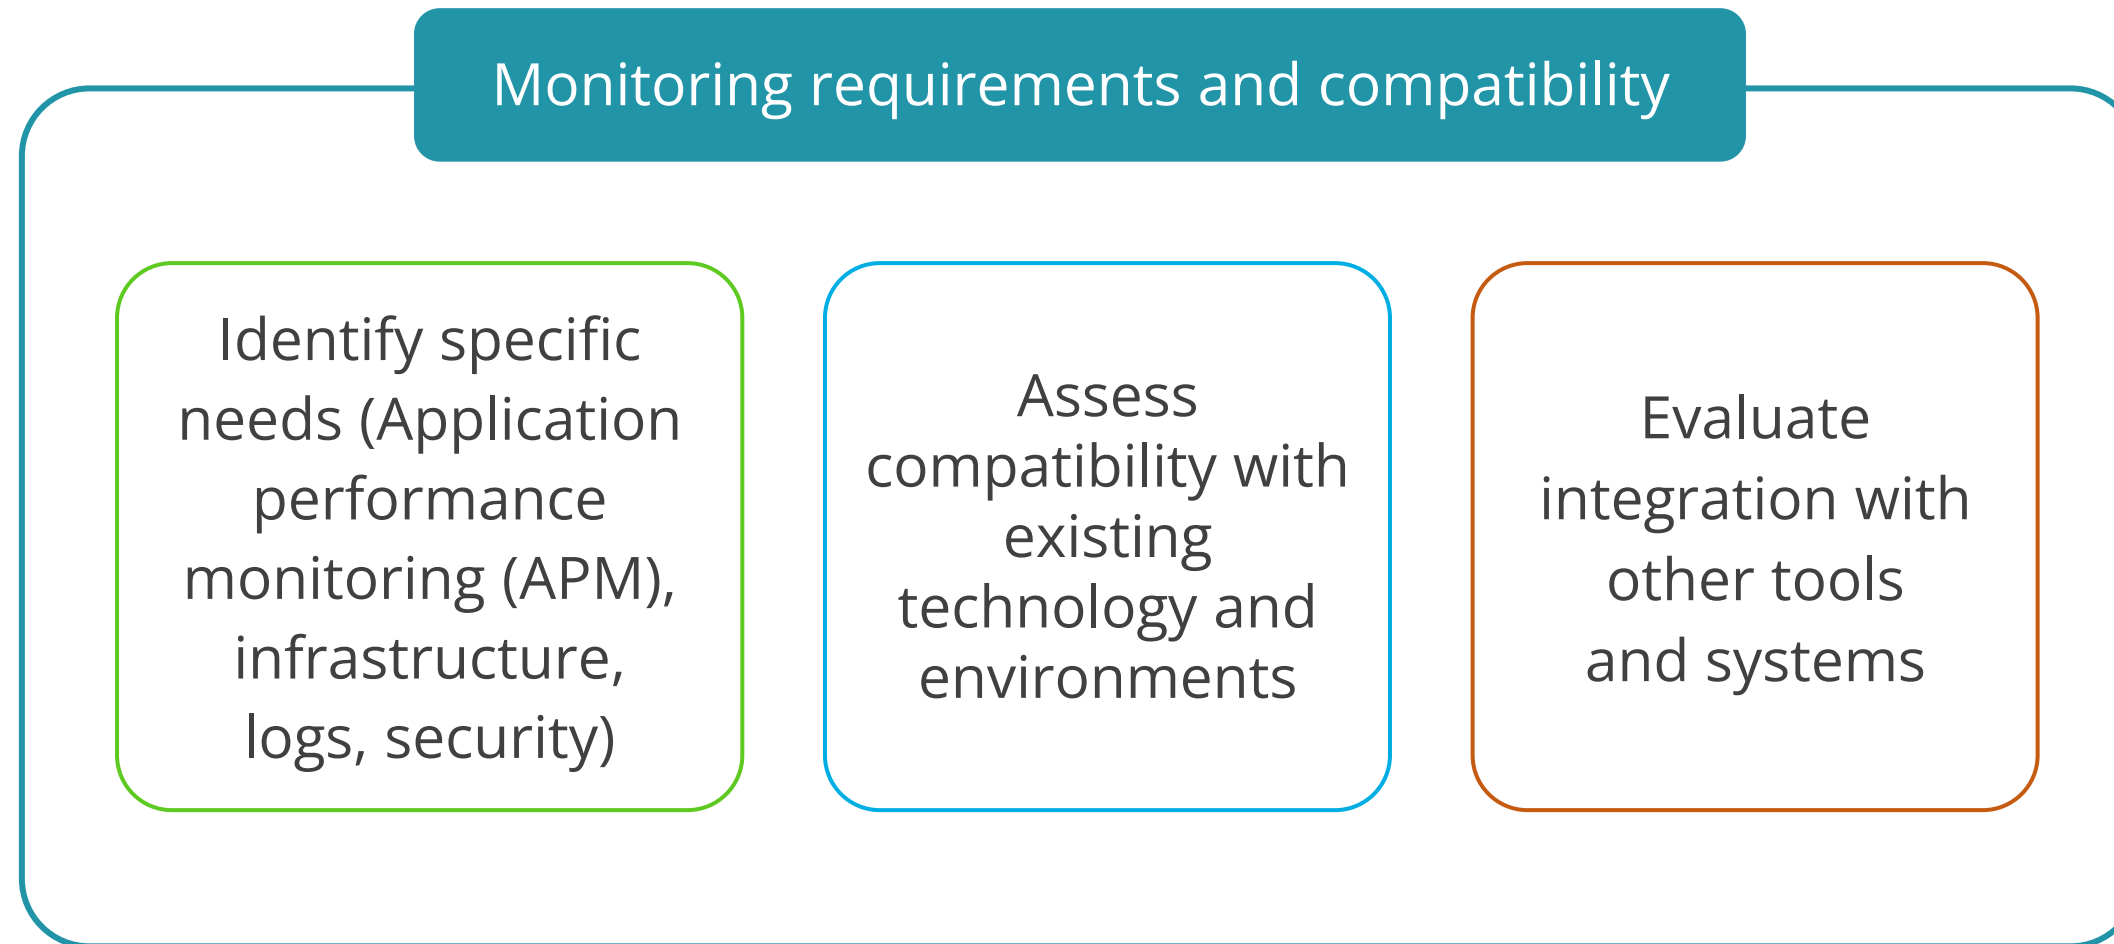 Monitoring requirements and compatibility
Identify specific
needs (Application
performance
monitoring (APM),
infrastructure,
logs, security)
Assess
compatibility with
existing
technology and
environments
Evaluate
integration with
other tools
and systems